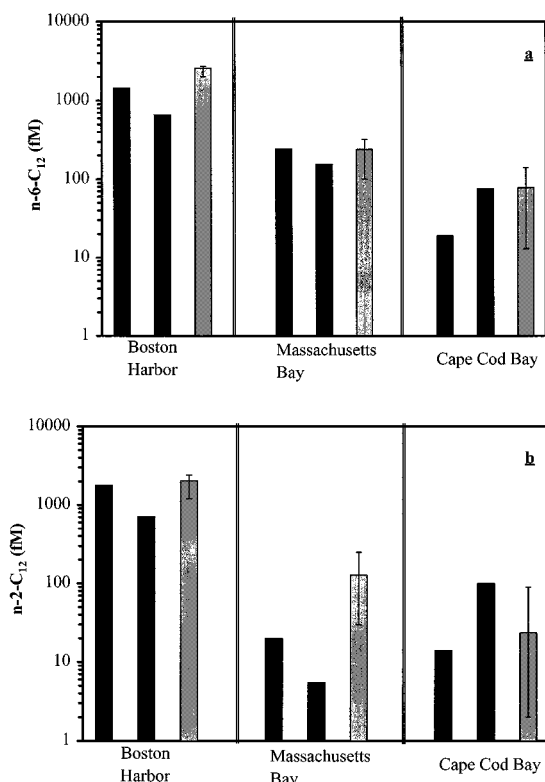 a
n-6-C12 (fM)
10000
1000
100
10
1
Boston
Harbor
Massachusetts
Bay
Cape Cod Bay
b
n-2-C12 (fM)
10000
1000
100
10
1
Boston
Harbor
Massachusetts
Bay
Cape Cod Bay